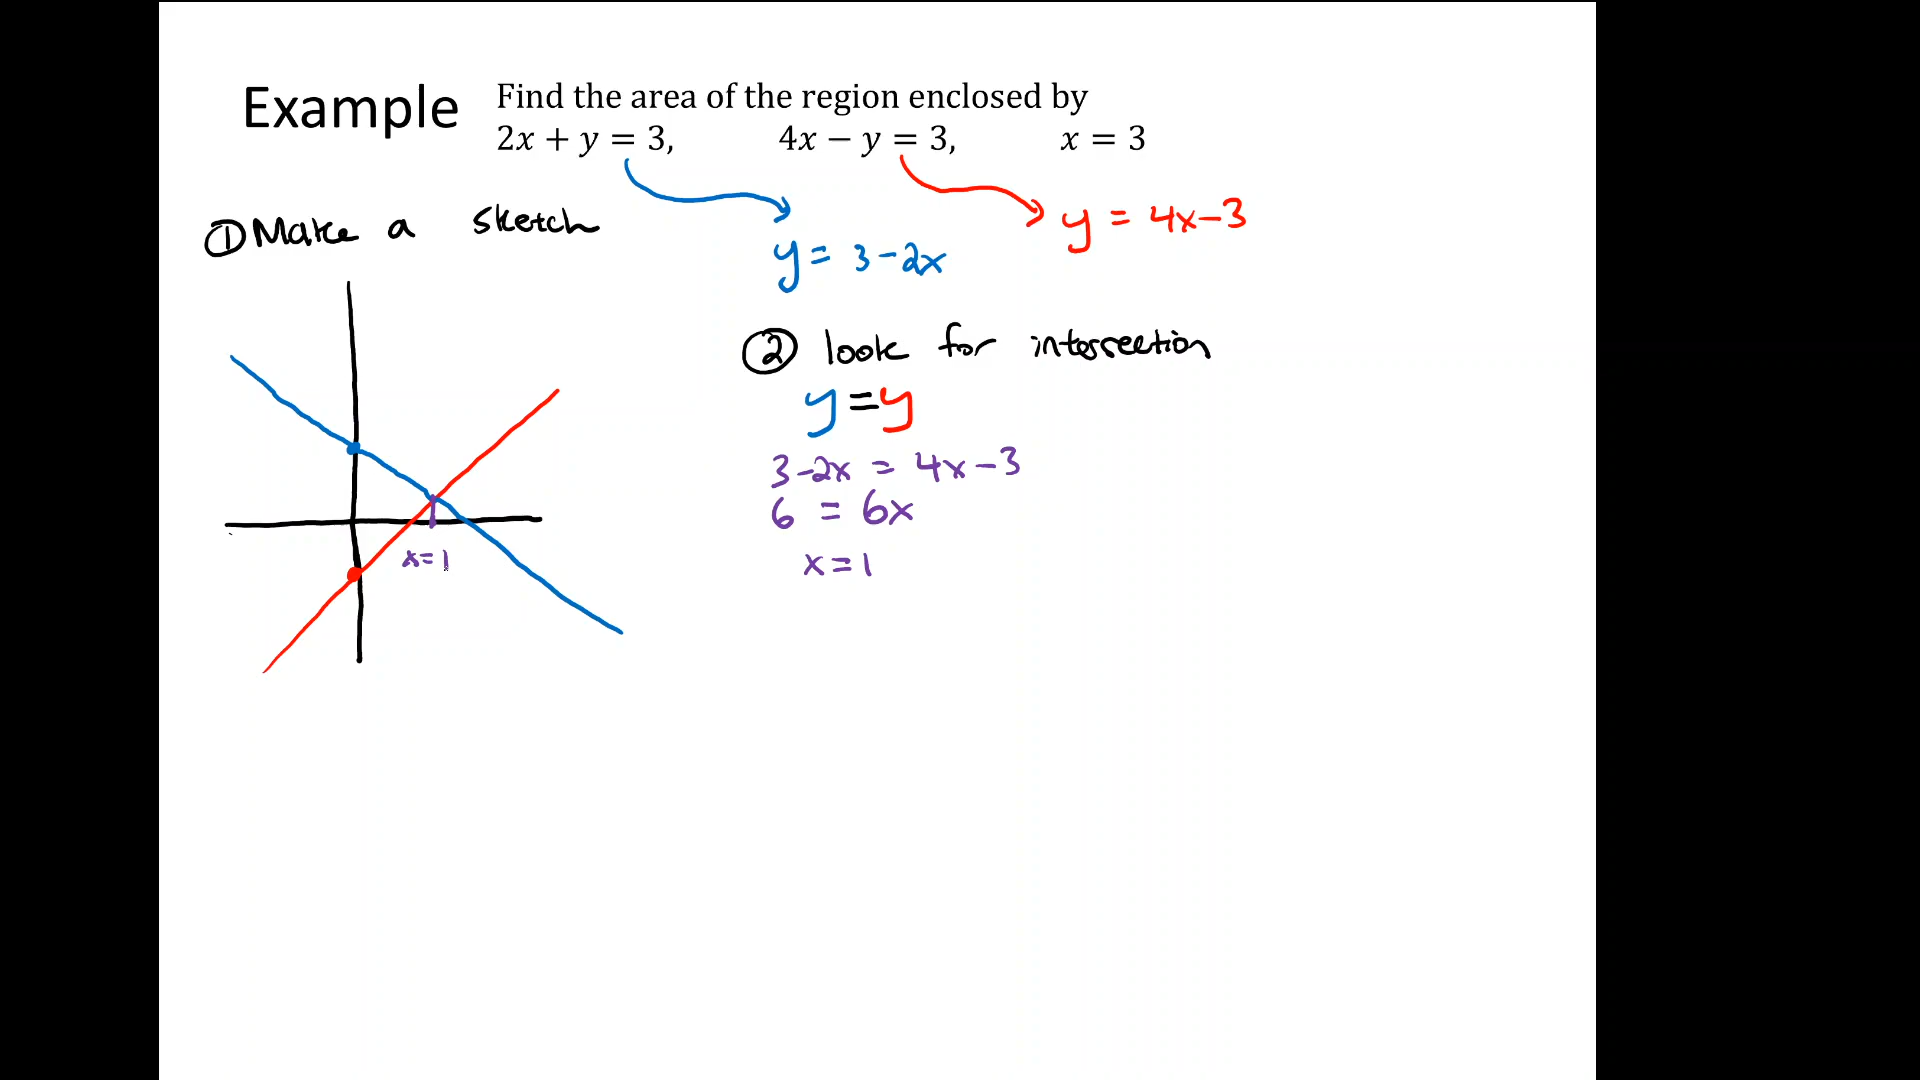 Example
Find the area of the region enclosed by
2x + y = 3, 4x − y = 3, x = 3
① Make a sketch
y = 4x-3
y = 3-2x
② look for intersection
y=y
3-2x = 4x-3
6 = 6x
x=1
x=1